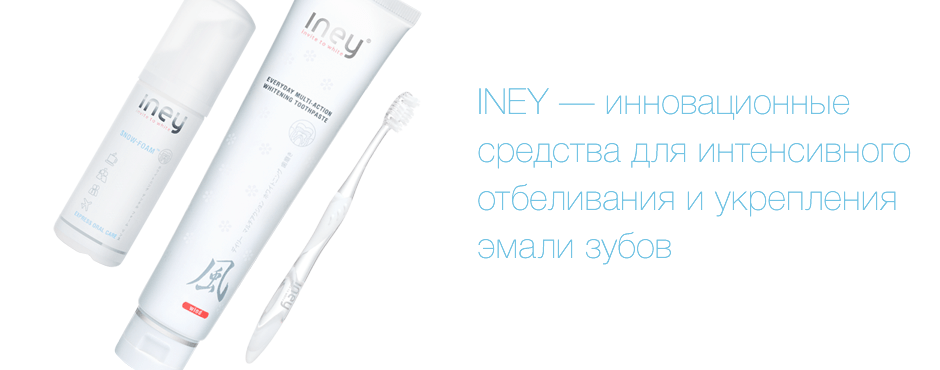 INEY — инновационные
средства для интенсивного
отбеливания и укрепления
эмали зубов
Iney
SNOW-FOAM
Iney
EVERYDAY MULTI-ACTION
WHITENING TOOTHPASTE
風
Iney